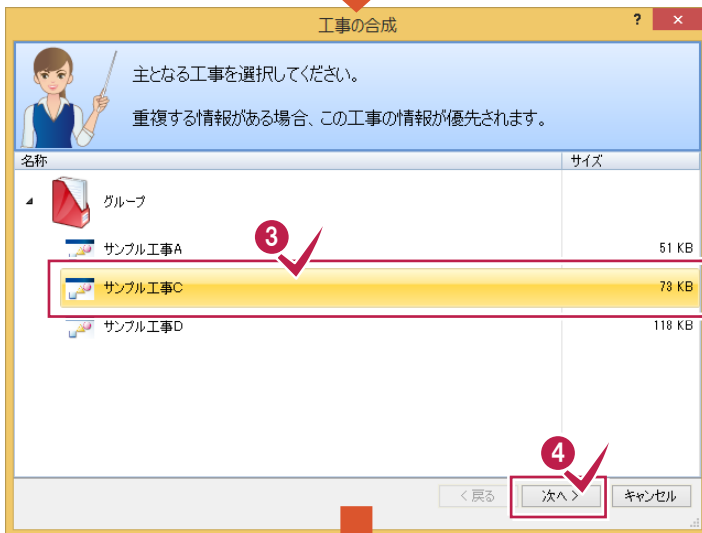 工事の合成
?
×
主となる工事を選択してください。
重複する情報がある場合、この工事の情報が優先されます。
名称 サイズ
グループ
3
サンプル工事A 51 KB
サンプル工事C 73 KB
サンプル工事D 118 KB
4
< 戻る 次へ > キャンセル